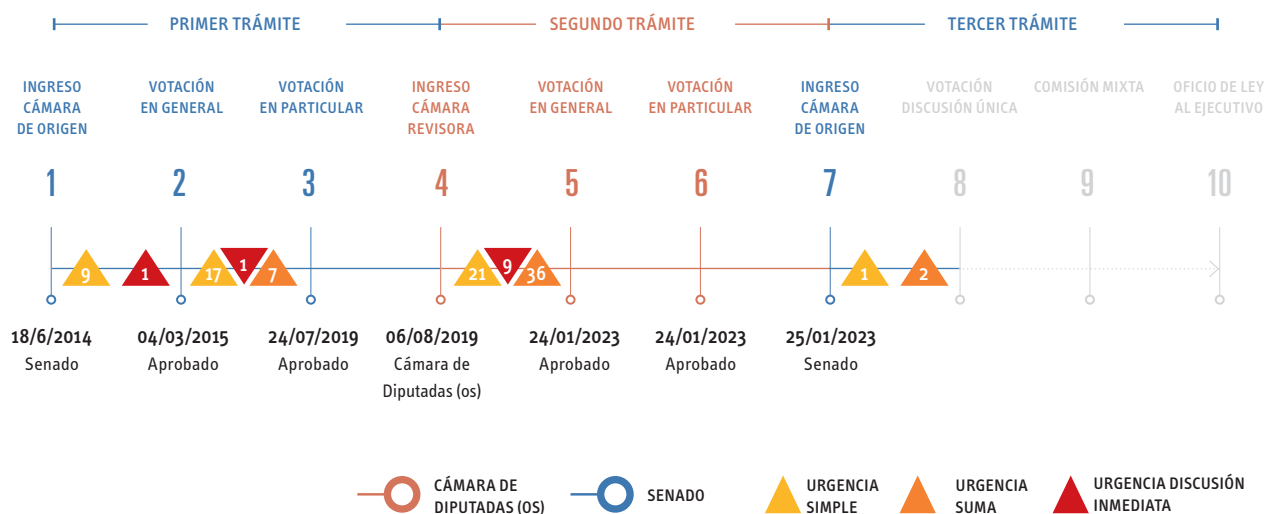 PRIMER TRÁMITE
SEGUNDO TRÁMITE
TERCER TRÁMITE
INGRESO
CÁMARA
DE ORIGEN
VOTACIÓN
EN GENERAL
VOTACIÓN
EN PARTICULAR
INGRESO
CÁMARA
REVISORA
VOTACIÓN
EN GENERAL
VOTACIÓN
EN PARTICULAR
INGRESO
CÁMARA
DE ORIGEN
VOTACIÓN
DISCUSIÓN ÚNICA
COMISIÓN MIXTA
OFICIO DE LEY
AL EJECUTIVO
1
2
3
4
5
6
7
8
9
10
9
1
17
1
7
21
9
36
1
2
18/6/2014
Senado
04/03/2015
Aprobado
24/07/2019
Aprobado
06/08/2019
Cámara de
Diputadas (os)
24/01/2023
Aprobado
24/01/2023
Aprobado
25/01/2023
Senado
CÁMARA DE
DIPUTADAS (OS)
SENADO
URGENCIA
SIMPLE
URGENCIA
SUMA
URGENCIA DISCUSIÓN
INMEDIATA